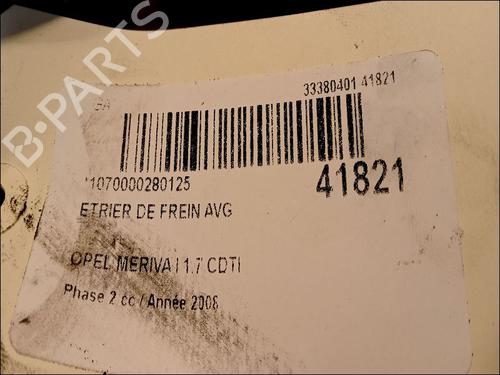 33380401 41821
*1070000280125
41821
ETRIER DE FREIN AVG
OPEL MERIVA I 1.7 CDTI
Phase 2 cc / Année 2008
B-PARTS